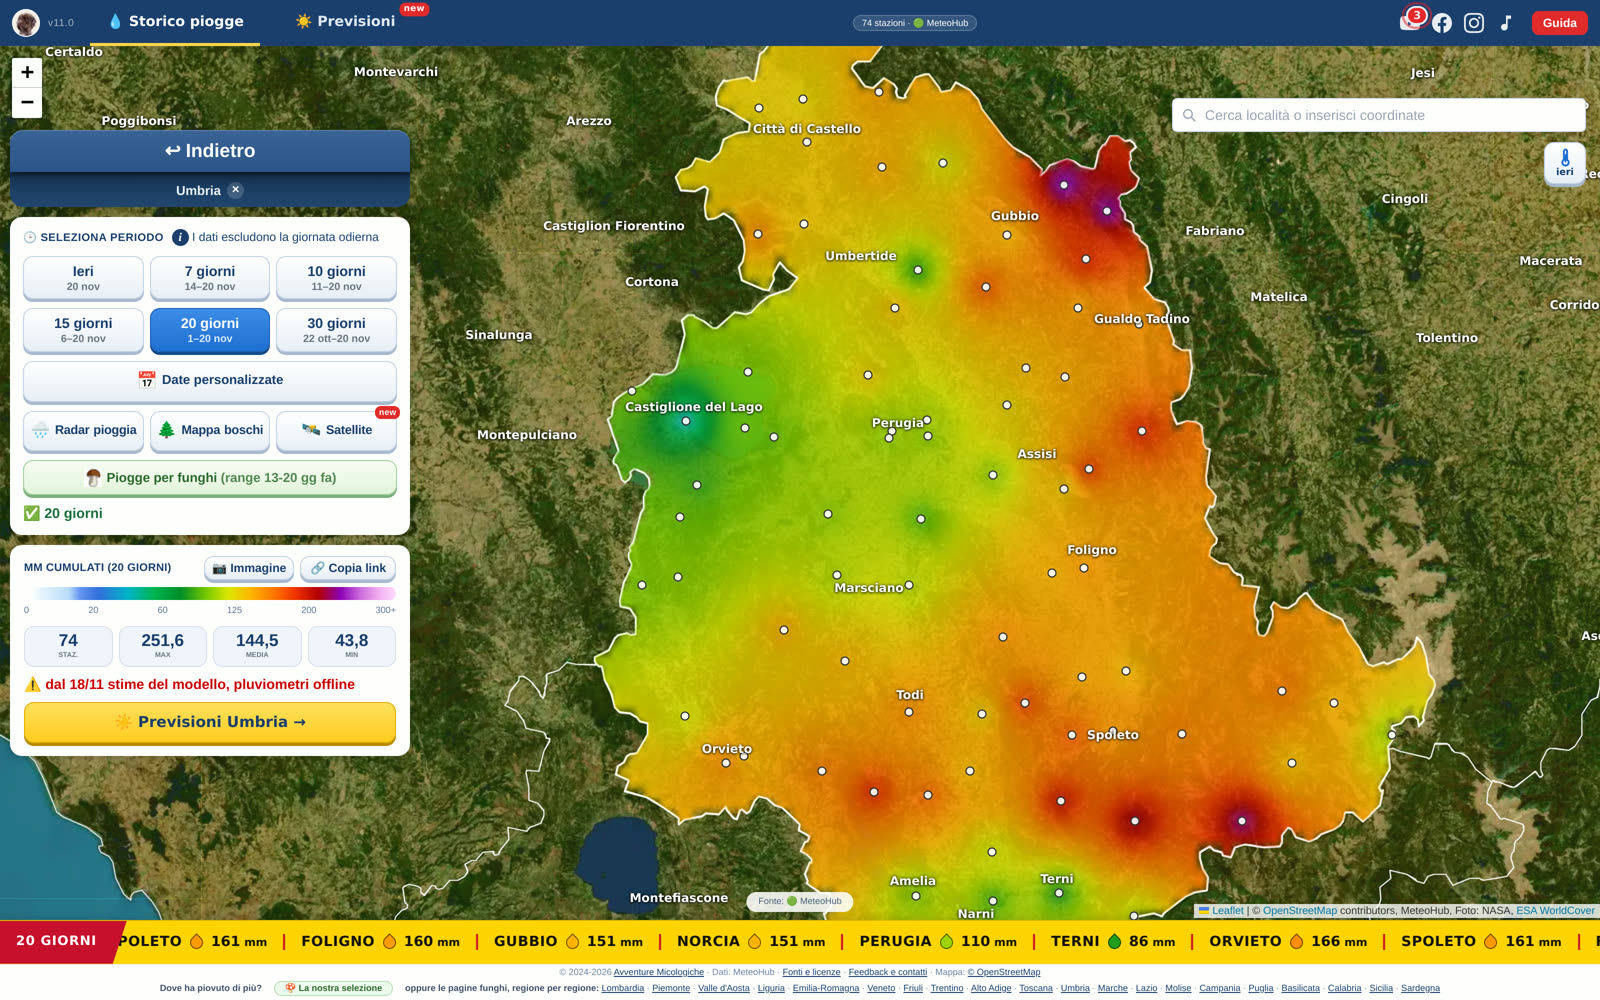 v11.0
💧 Storico piogge
☀️ Previsioni
new
74 stazioni · 🟢 MeteoHub
3
Guida
Certaldo
Montevarchi
Jesi
Poggibonsi
Arezzo
Città di Castello
Cerca località o inserisci coordinate
ieri
+
−
↩ Indietro
Umbria ×
Castiglion Fiorentino
Gubbio
Cingoli
Fabriano
Umbertide
Macerata
Cortona
Matelica
Corrido
Gualdo Tadino
Sinalunga
Tolentino
Castiglione del Lago
Perugia
Montepulciano
Assisi
Foligno
Marsciano
Todi
Spoleto
Orvieto
Amelia
Terni
Montefiascone
Narni
🕒 SELEZIONA PERIODO i I dati escludono la giornata odierna
Ieri
20 nov
7 giorni
14–20 nov
10 giorni
11–20 nov
15 giorni
6–20 nov
20 giorni
1–20 nov
30 giorni
22 ott–20 nov
📅 Date personalizzate
🌧️ Radar pioggia
🌲 Mappa boschi
🛰️ Satellite
new
🍄 Piogge per funghi (range 13-20 gg fa)
✅ 20 giorni
MM CUMULATI (20 GIORNI)
📷 Immagine
🔗 Copia link
0 20 60 125 200 300+
74
STAZ.
251,6
MAX
144,5
MEDIA
43,8
MIN
⚠️ dal 18/11 stime del modello, pluviometri offline
☀️ Previsioni Umbria →
Fonte: 🟢 MeteoHub
Leaflet | © OpenStreetMap contributors, MeteoHub, Foto: NASA, ESA WorldCover
20 GIORNI
POLETO 161 mm | FOLIGNO 160 mm | GUBBIO 151 mm | NORCIA 151 mm | PERUGIA 110 mm | TERNI 86 mm | ORVIETO 166 mm | SPOLETO 161 mm |
© 2024-2026 Avventure Micologiche · Dati: MeteoHub · Fonti e licenze · Feedback e contatti · Mappa: © OpenStreetMap
Dove ha piovuto di più? 🍄 La nostra selezione oppure le pagine funghi, regione per regione: Lombardia · Piemonte · Valle d'Aosta · Liguria · Emilia-Romagna · Veneto · Friuli · Trentino · Alto Adige · Toscana · Umbria · Marche · Lazio · Molise · Campania · Puglia · Basilicata · Calabria · Sicilia · Sardegna